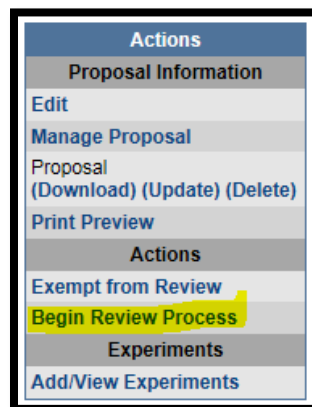 Actions
Proposal Information
Edit
Manage Proposal
Proposal
(Download) (Update) (Delete)
Print Preview
Actions
Exempt from Review
Begin Review Process
Experiments
Add/View Experiments